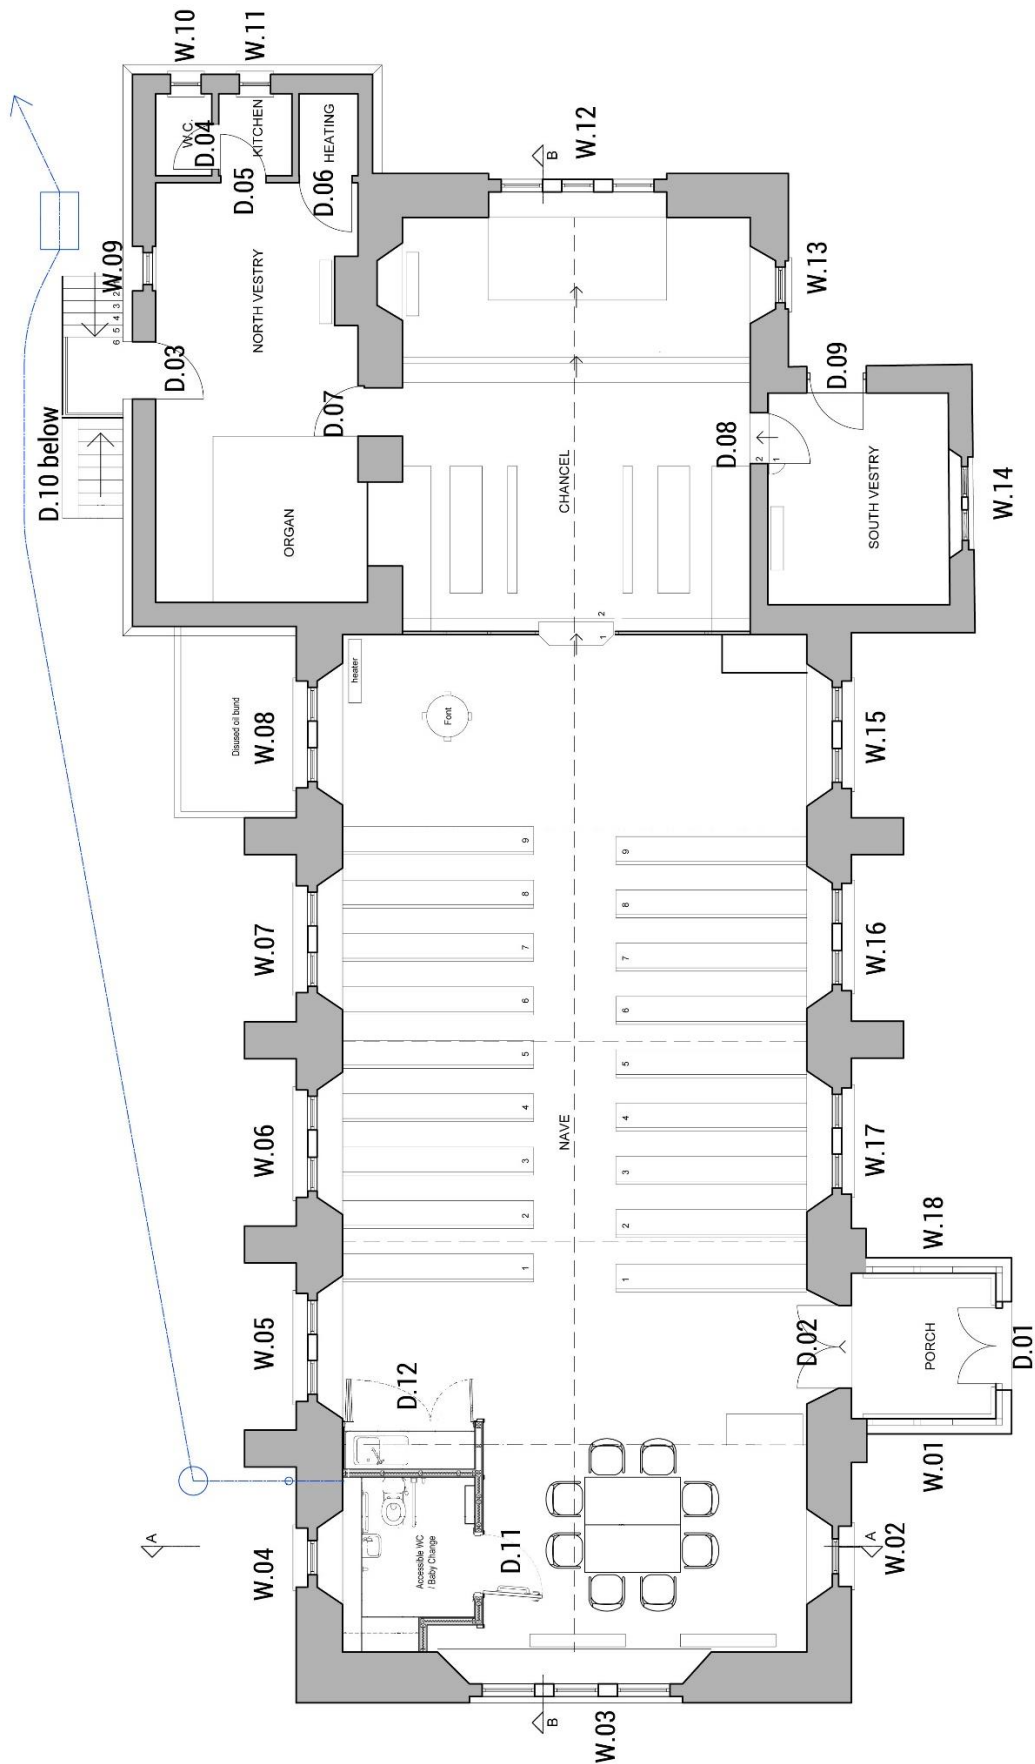 W.10
W.11
W.C.
D.04
KITCHEN
D.05
HEATING
D.06
W.12
B
W.09
6 5 4 3 2
D.03
NORTH VESTRY
W.13
D.10 below
D.07
D.09
D.08
2
1
ORGAN
CHANCEL
SOUTH VESTRY
W.14
2
1
heater
Font
Disused oil bund
W.08
W.15
9
9
8
8
W.07
W.16
7
7
6
6
5
5
NAVE
4
4
W.06
W.17
3
3
2
2
1
1
W.18
W.05
D.02
PORCH
D.01
D.12
W.01
A
W.04
Accessible WC
/ Baby Change
D.11
A
W.02
B
W.03